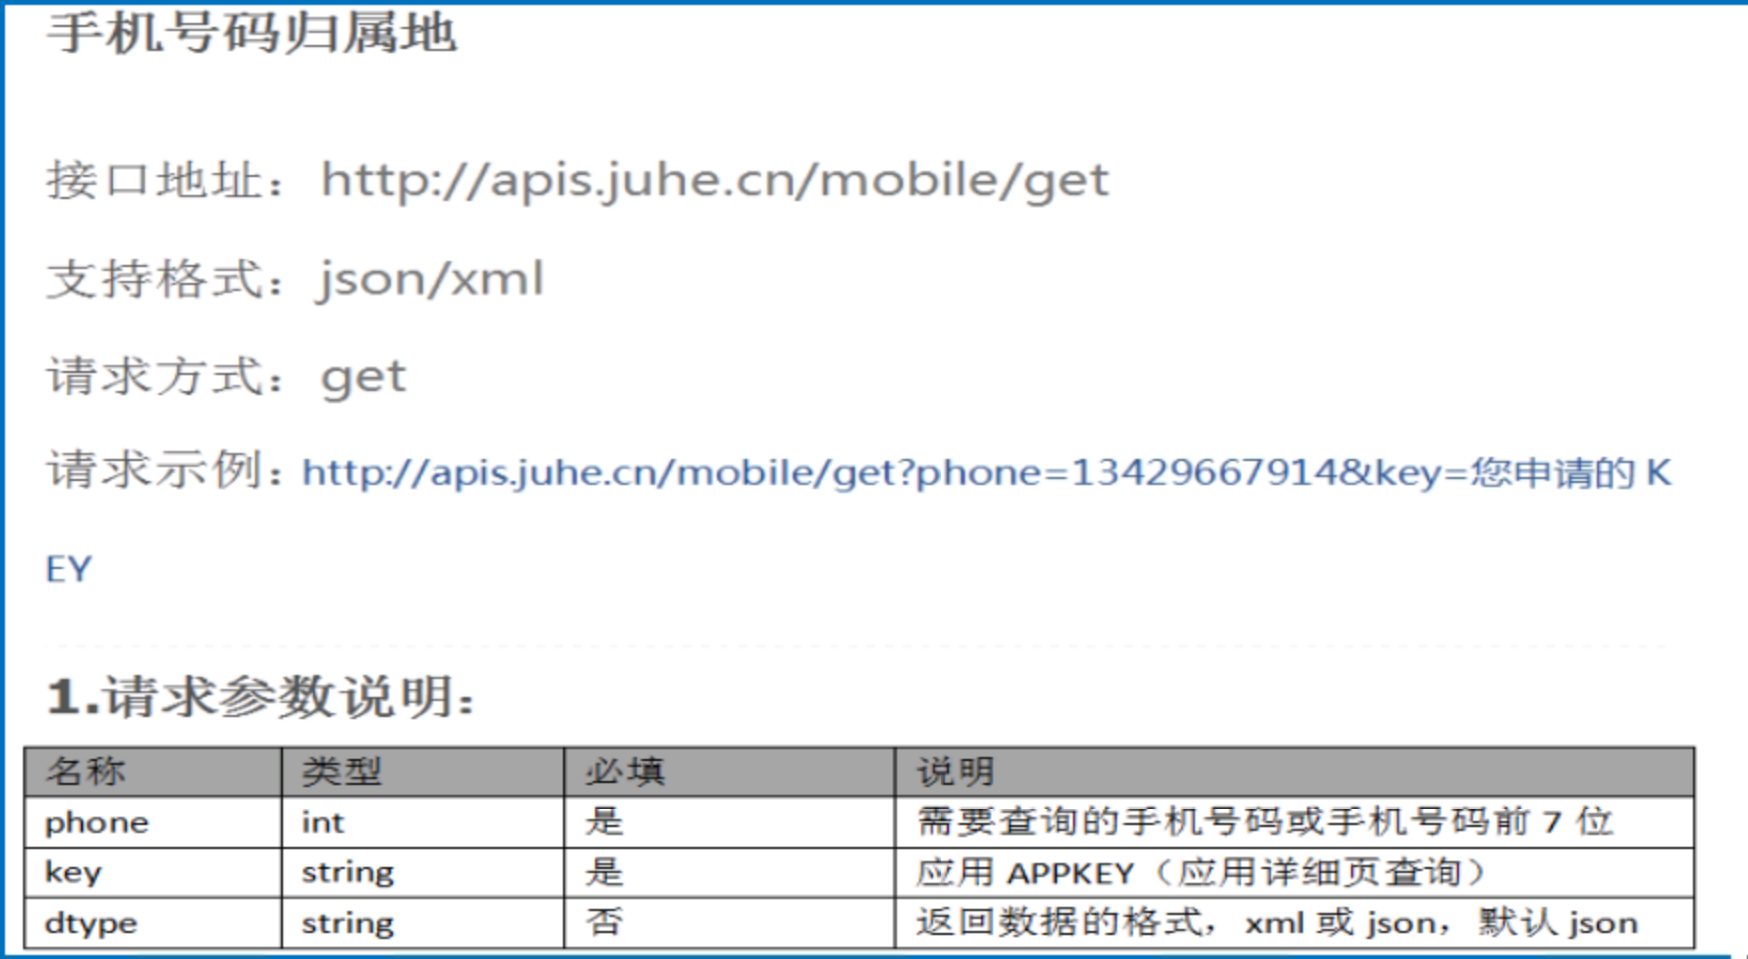 手机号码归属地
接口地址：http://apis.juhe.cn/mobile/get
支持格式：json/xml
请求方式：get
请求示例：http://apis.juhe.cn/mobile/get?phone=13429667914&key=您申请的 K
EY
1.请求参数说明：
名称 类型 必填 说明
phone int 是 需要查询的手机号码或手机号码前 7 位
key string 是 应用 APPKEY（应用详细页查询）
dtype string 否 返回数据的格式，xml 或 json，默认 json